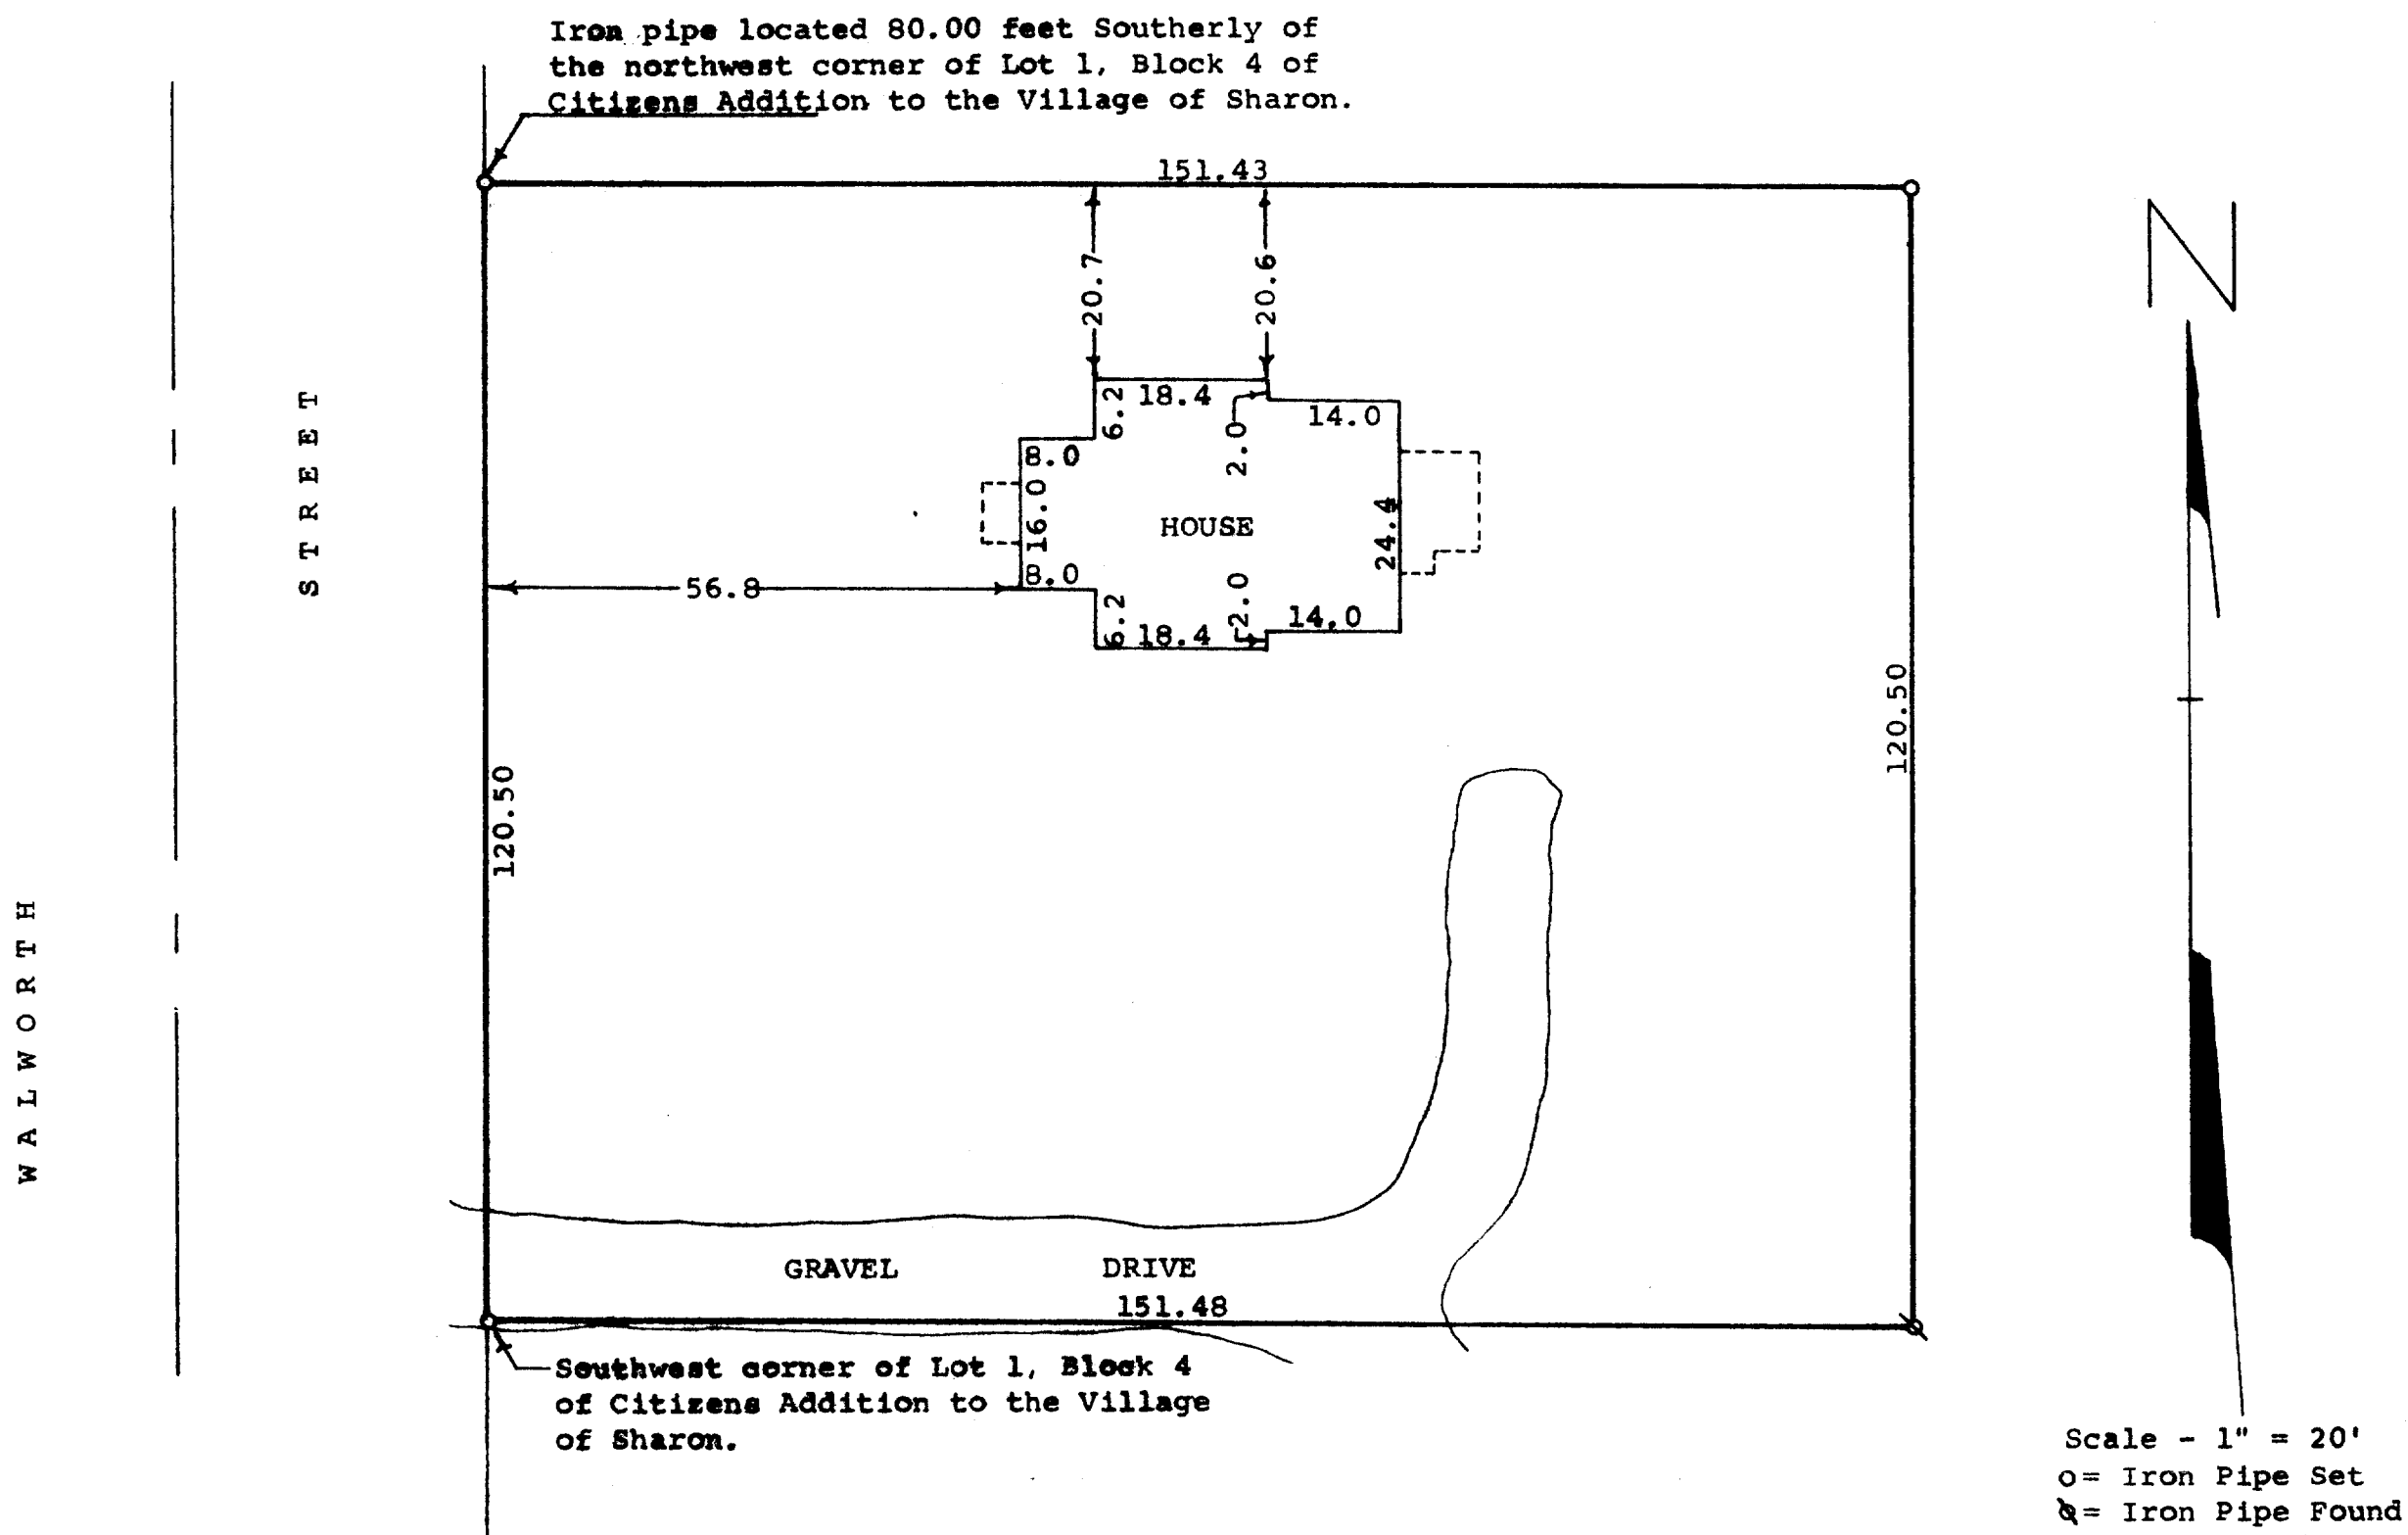 Iron pipe located 80.00 feet Southerly of
the northwest corner of Lot 1, Block 4 of
Citizens Addition to the Village of Sharon.
151.43
N
20.7
20.6
STREET
6.2
18.4
2.0
14.0
8.0
16.0
HOUSE
24.4
56.8
8.0
6.2
18.4
2.0
14.0
120.50
120.50
WALWORTH
GRAVEL DRIVE
151.48
Southwest corner of Lot 1, Block 4
of Citizens Addition to the Village
of Sharon.
Scale - 1" = 20'
o= Iron Pipe Set
= Iron Pipe Found